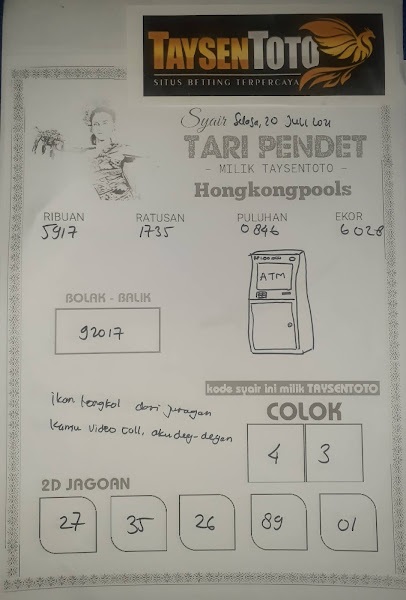 TAYSENTOTO
SITUS BETTING TERPERCAYA
Syair Selasa, 20 Juli 2021
TARI PENDET
- MILIK TAYSENTOTO -
Hongkongpools
RIBUAN RATUSAN PULUHAN EKOR
5917 1735 0846 6028
ATM
BOLAK - BALIK
92017
kode syair ini milik TAYSENTOTO
Ikan tongkol dari juragan
Kamu video call, aku deg-degan
COLOK
4 3
2D JAGOAN
27 35 26 89 01